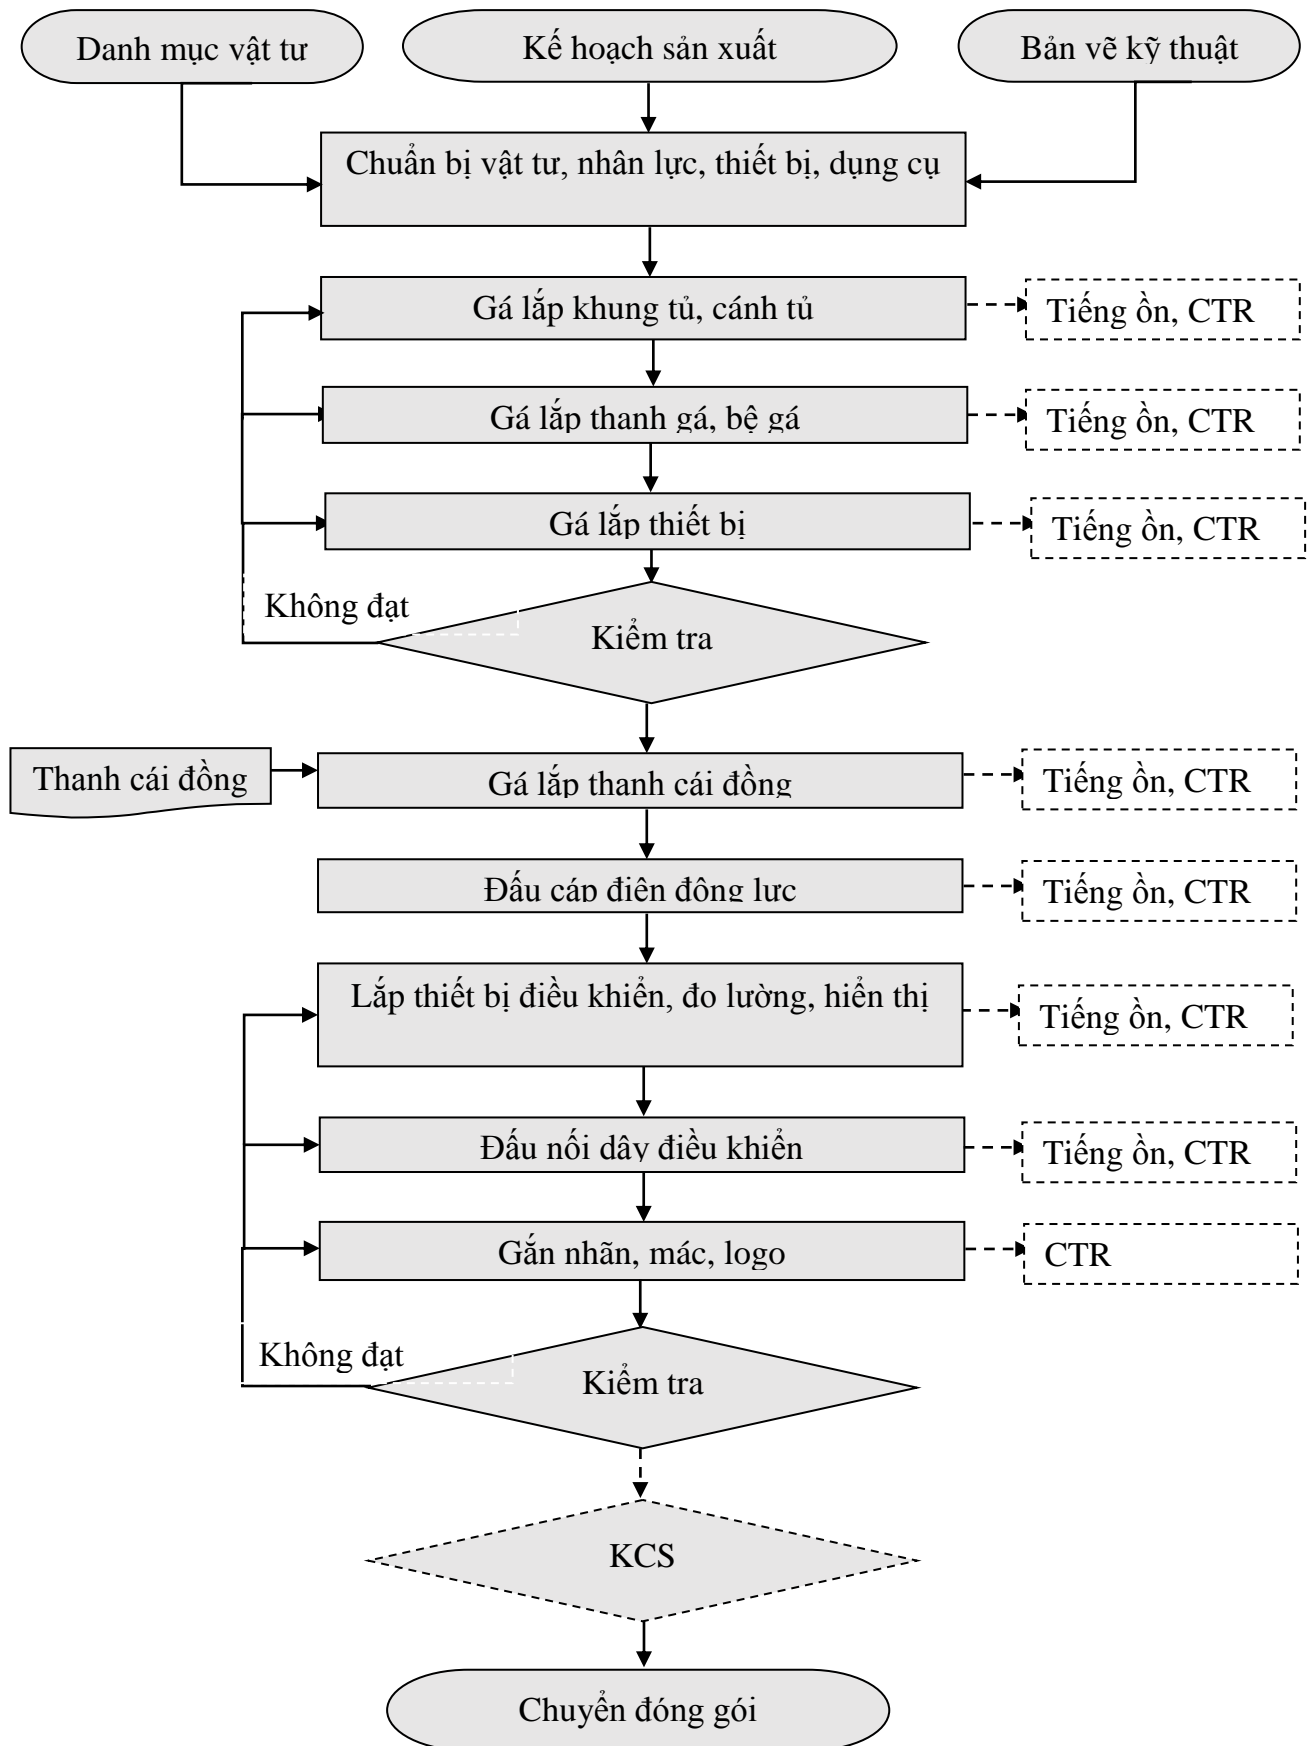 Danh mục vật tư
Kế hoạch sản xuất
Bản vẽ kỹ thuật
Chuẩn bị vật tư, nhân lực, thiết bị, dụng cụ
Gá lắp khung tủ, cánh tủ
Tiếng ồn, CTR
Gá lắp thanh gá, bệ gá
Tiếng ồn, CTR
Gá lắp thiết bị
Tiếng ồn, CTR
Không đạt
Kiểm tra
Thanh cái đồng
Gá lắp thanh cái đồng
Tiếng ồn, CTR
Đấu cáp điện động lực
Tiếng ồn, CTR
Lắp thiết bị điều khiển, đo lường, hiển thị
Tiếng ồn, CTR
Đấu nối dây điều khiển
Tiếng ồn, CTR
Gắn nhãn, mác, logo
CTR
Không đạt
Kiểm tra
KCS
Chuyển đóng gói